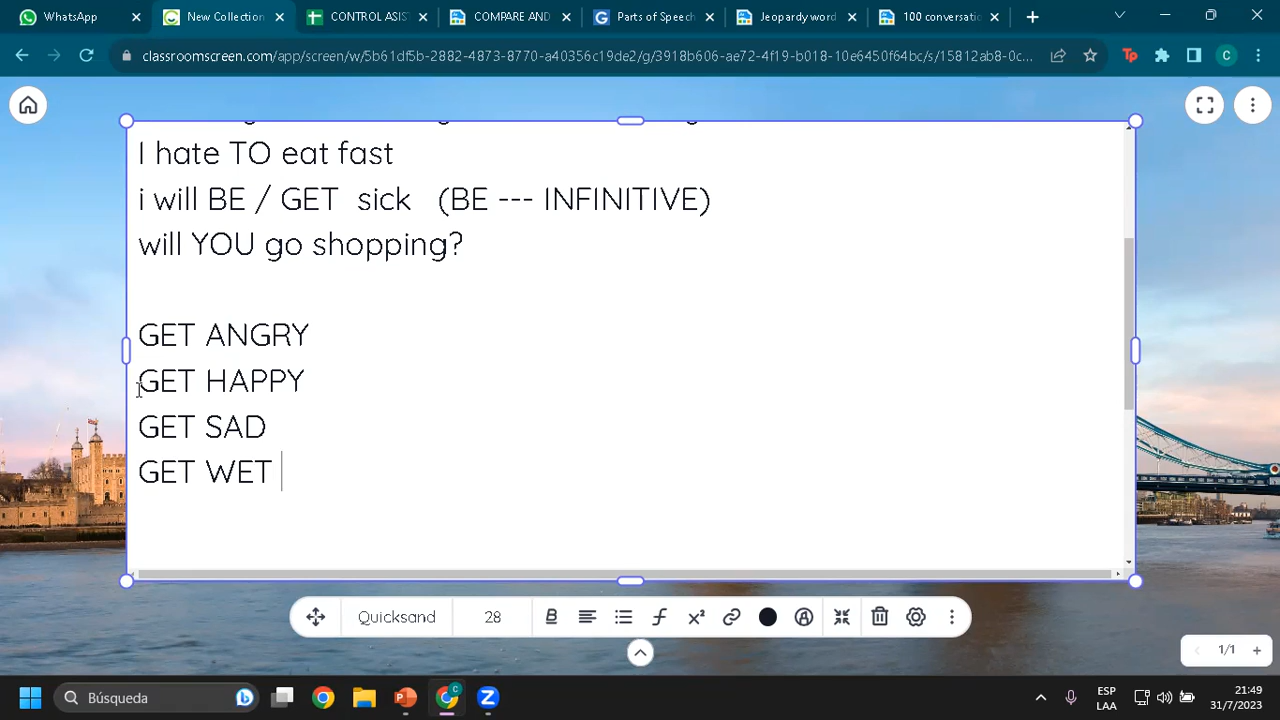 WhatsApp
New Collection
CONTROL ASIST
COMPARE AND
Parts of Speech
Jeopardy word
100 conversatio
classroomscreen.com/app/screen/w/5b61df5b-2882-4873-8770-a40356c19de2/g/3918b606-ae72-4f19-b018-10e6450f64bc/s/15812ab8-0c...
I hate TO eat fast
i will BE / GET sick (BE --- INFINITIVE)
will YOU go shopping?
GET ANGRY
GET HAPPY
GET SAD
GET WET
Quicksand 28
1/1
Búsqueda
ESP
LAA
21:49
31/7/2023